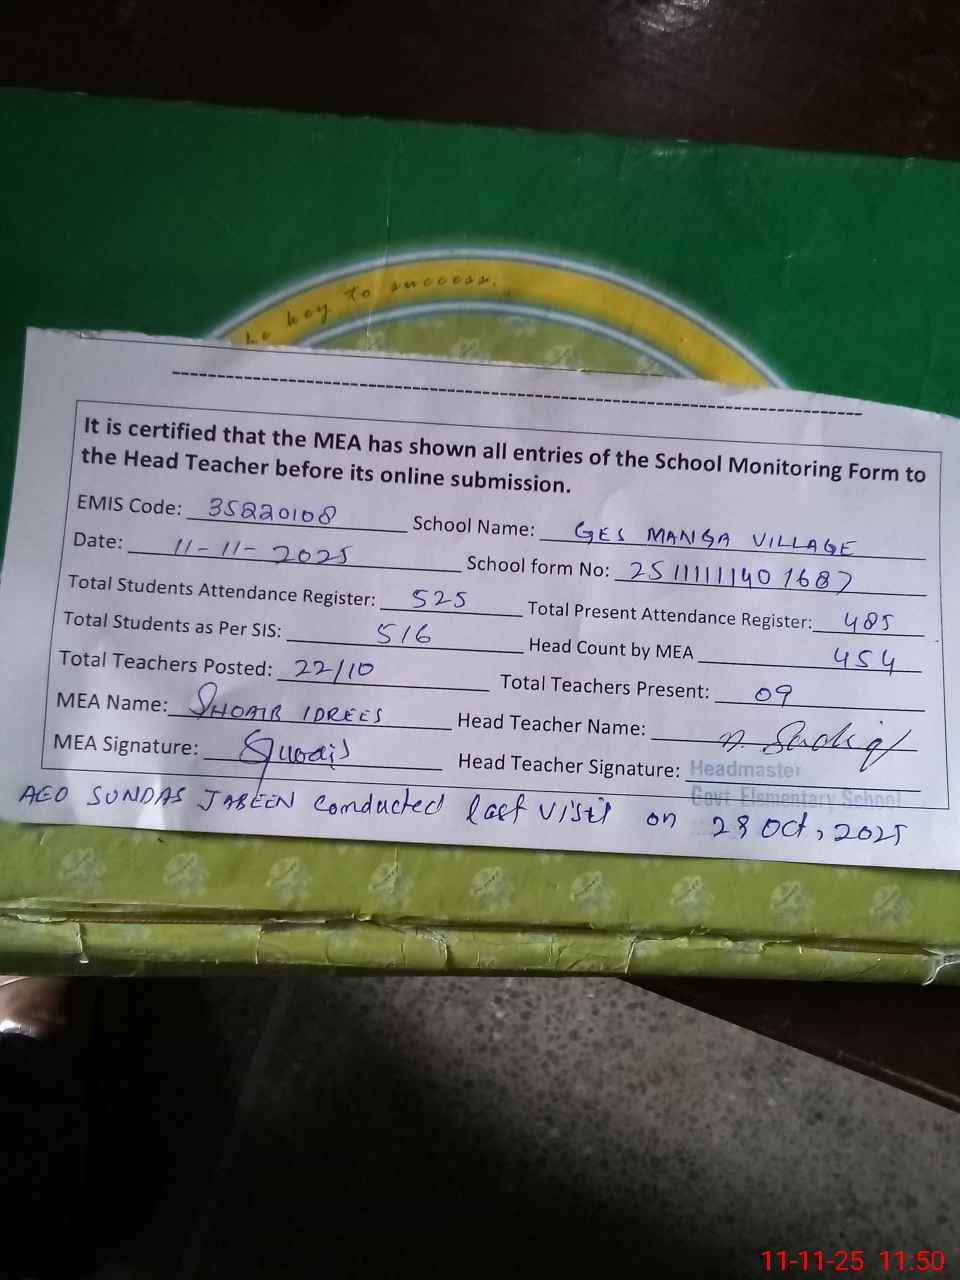 he key to success.
It is certified that the MEA has shown all entries of the School Monitoring Form to
the Head Teacher before its online submission.
EMIS Code: 35220108 School Name: GES MANGA VILLAGE
Date: 11-11-2025 School form No: 2511111401687
Total Students Attendance Register: 525 Total Present Attendance Register: 485
Total Students as Per SIS: 516 Head Count by MEA 454
Total Teachers Posted: 22/10 Total Teachers Present: 09
MEA Name: SHOAIB IDREES Head Teacher Name:
MEA Signature: Head Teacher Signature: Headmaster
Govt. Elementary School
AEO SUNDAS JABEEN conducted last visit on 28 Oct, 2025
11-11-25 11:50